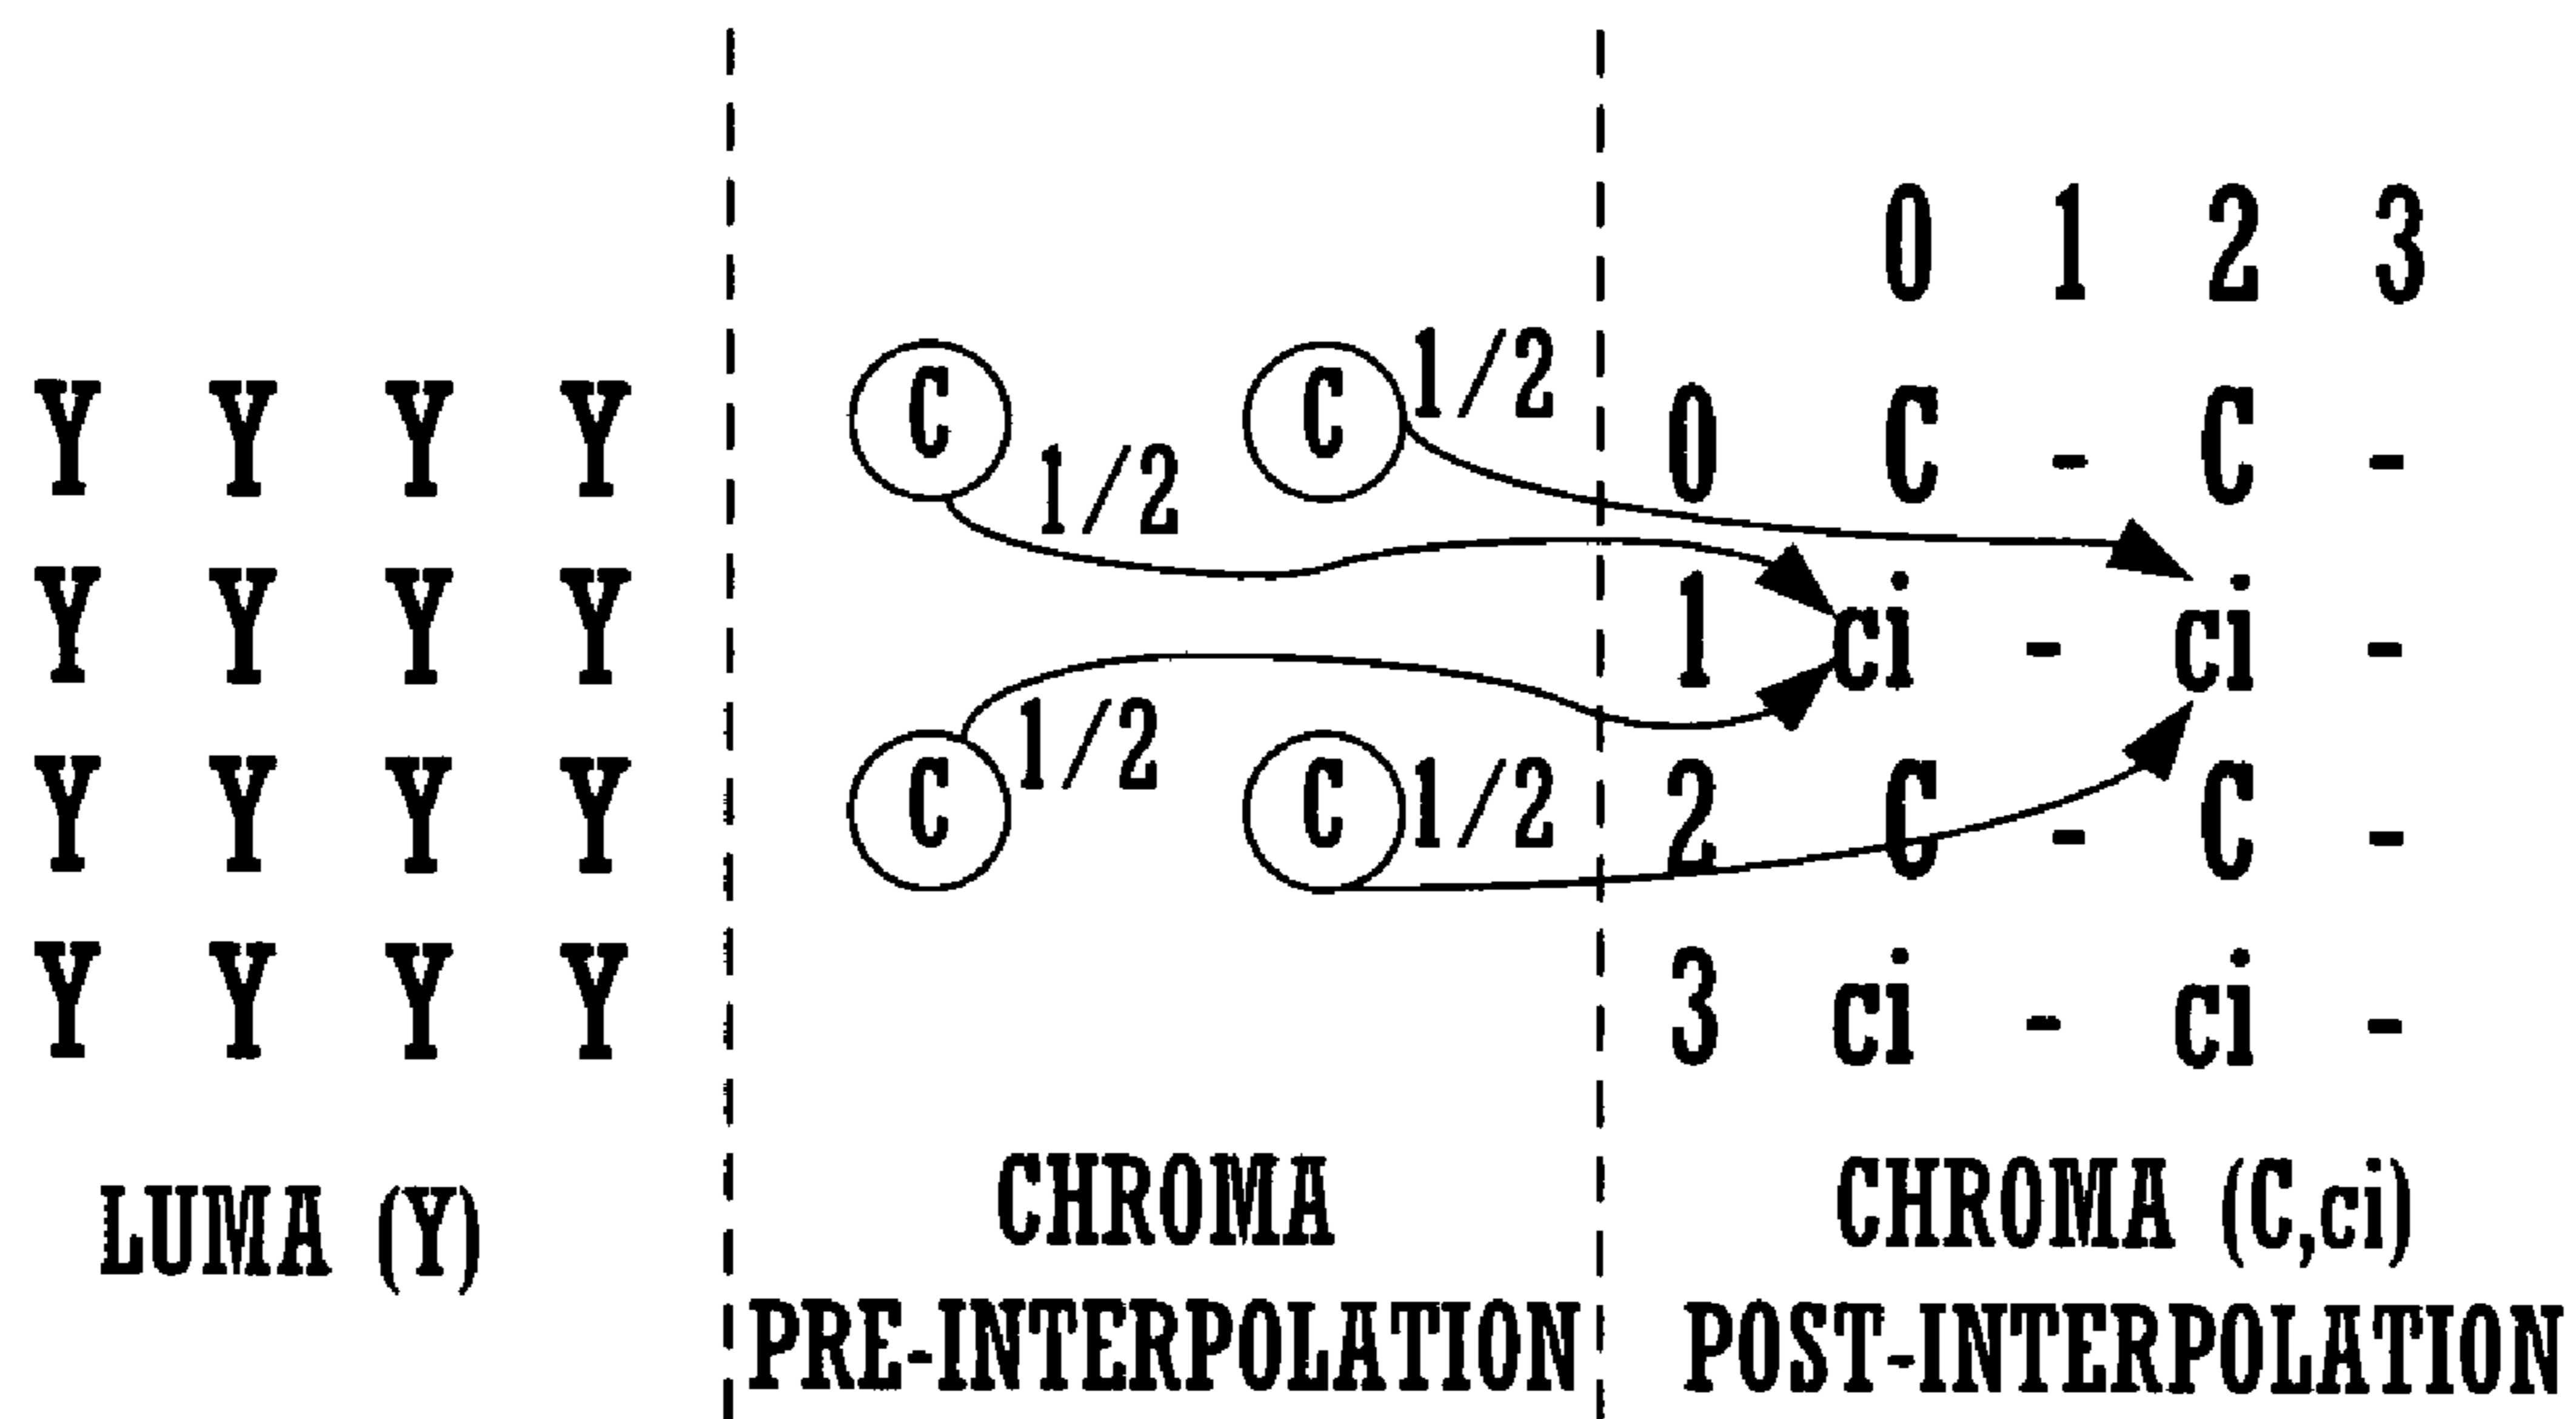 0 1 2 3
Y Y Y Y C 1/2 C 1/2 0 C - C -
Y Y Y Y 1 ci - ci -
Y Y Y Y C 1/2 C 1/2 2 C - C -
Y Y Y Y 3 ci - ci -
LUMA (Y)
CHROMA
PRE-INTERPOLATION
CHROMA (C,ci)
POST-INTERPOLATION